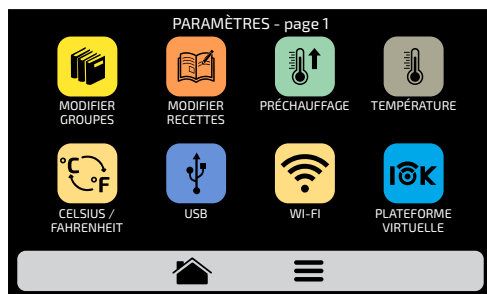 PARAMÈTRES - page 1
MODIFIER
GROUPES
MODIFIER
RECETTES
PRÉCHAUFFAGE
TEMPÉRATURE
°C
°F
CELSIUS /
FAHRENHEIT
USB
WI-FI
IOK
PLATEFORME
VIRTUELLE